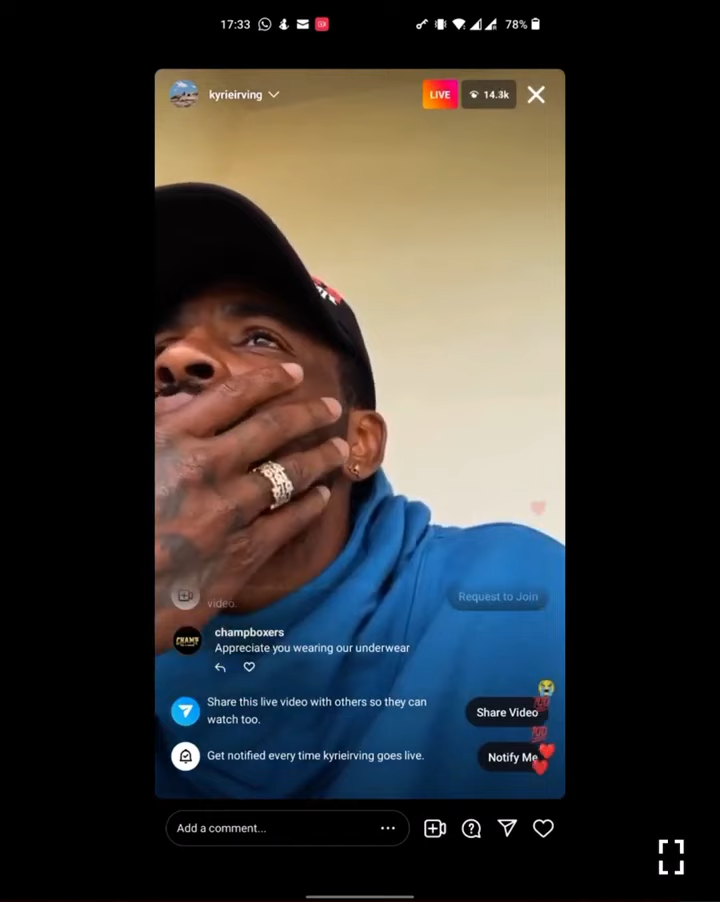 17:33
78%
kyrieirving
LIVE
14.3k
video.
Request to Join
CHAMP
champboxers
Appreciate you wearing our underwear
Share this live video with others so they can
watch too.
Share Video
💯
💯
Get notified every time kyrieirving goes live.
Notify Me
Add a comment...